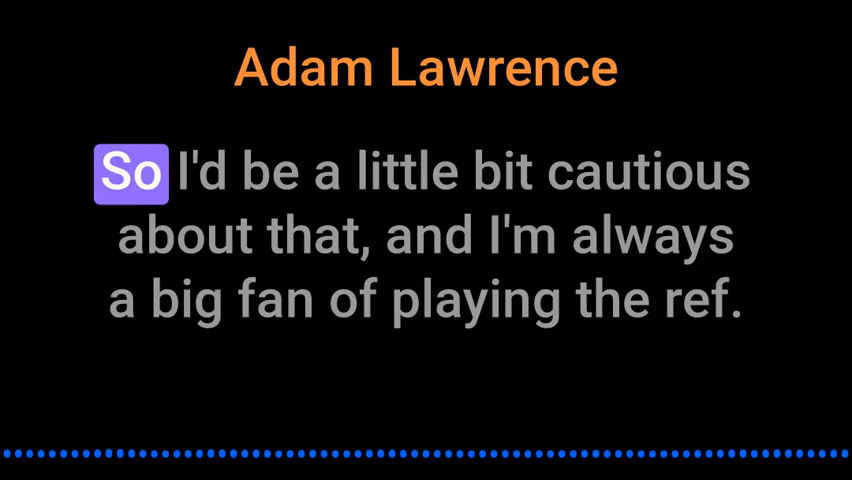 Adam Lawrence
So I'd be a little bit cautious
about that, and I'm always
a big fan of playing the ref.